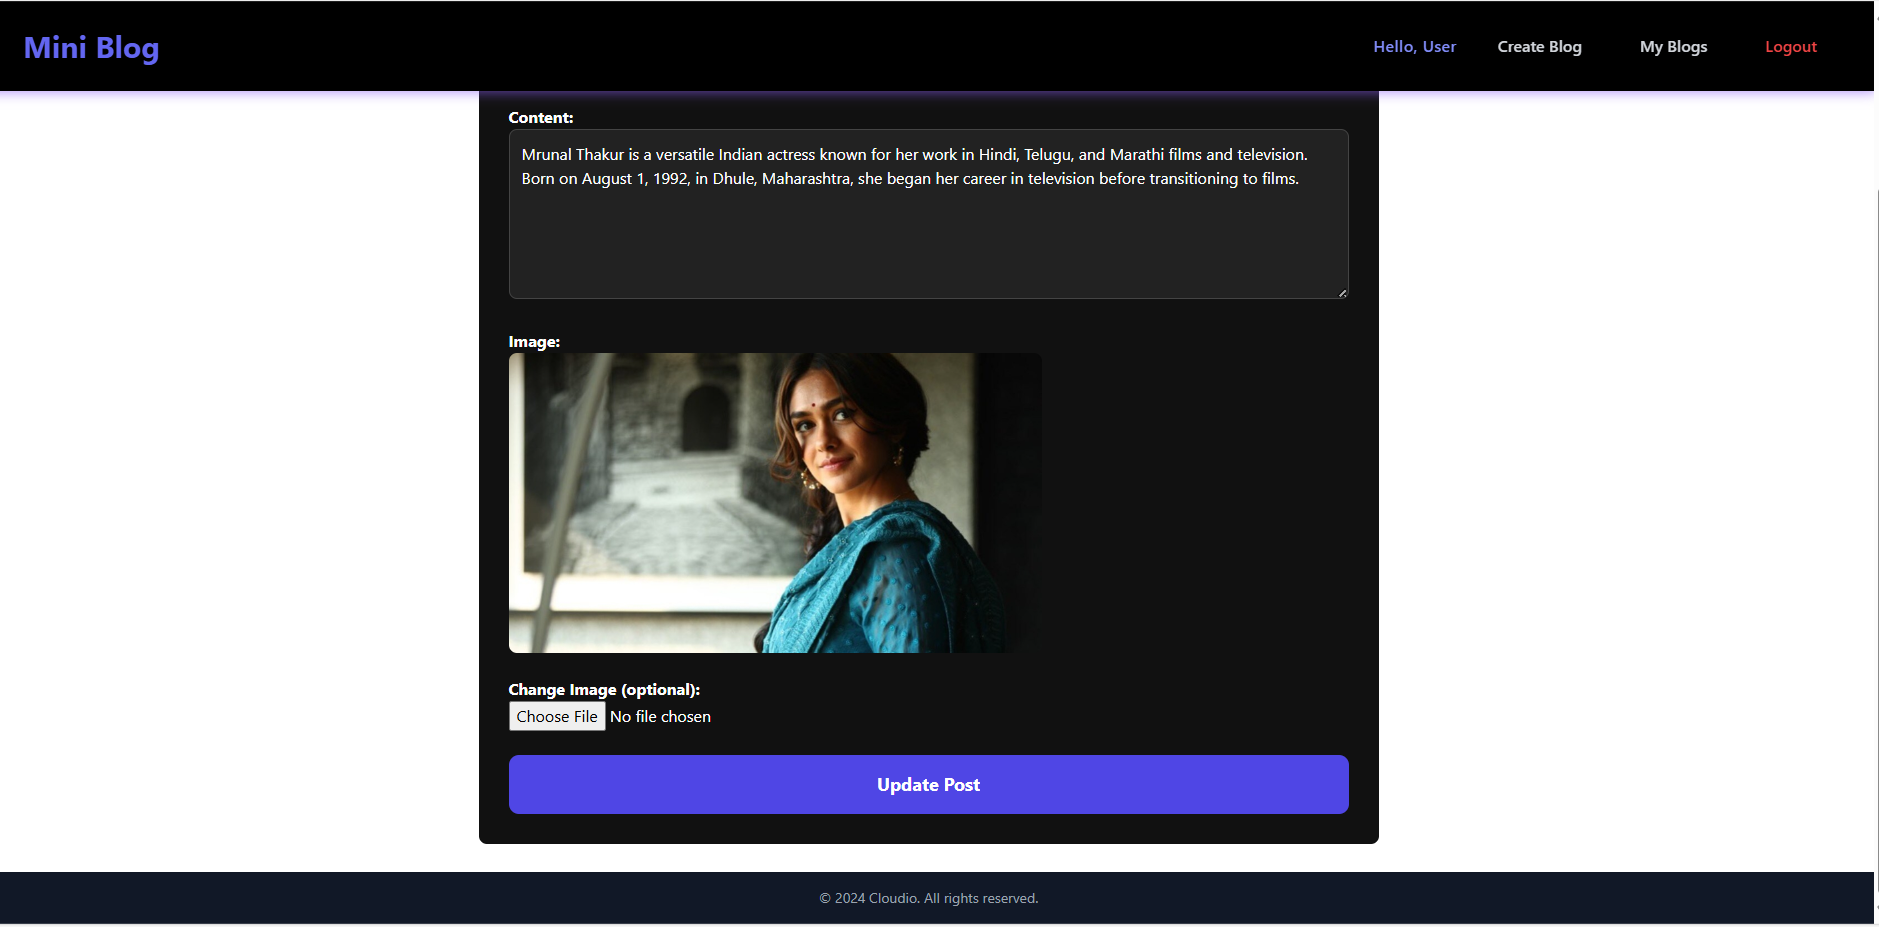 Mini Blog
Hello, User
Create Blog
My Blogs
Logout
Content:
Mrunal Thakur is a versatile Indian actress known for her work in Hindi, Telugu, and Marathi films and television.
Born on August 1, 1992, in Dhule, Maharashtra, she began her career in television before transitioning to films.
Image:
Change Image (optional):
Choose File No file chosen
Update Post
© 2024 Cloudio. All rights reserved.